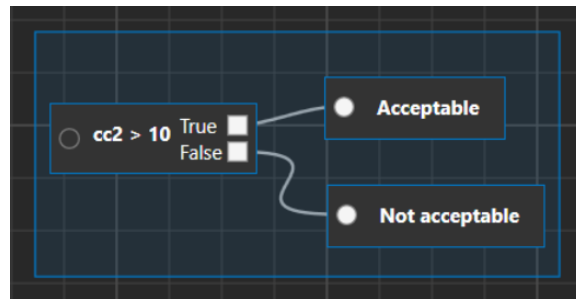 cc2 > 10
True
False
Acceptable
Not acceptable